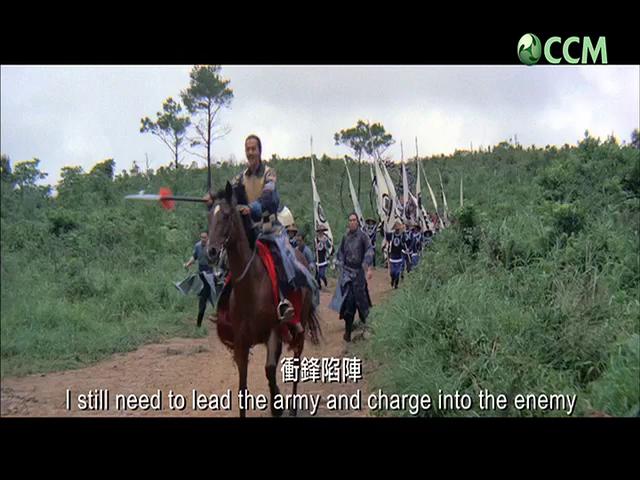 CCM
衝鋒陷陣
I still need to lead the army and charge into the enemy